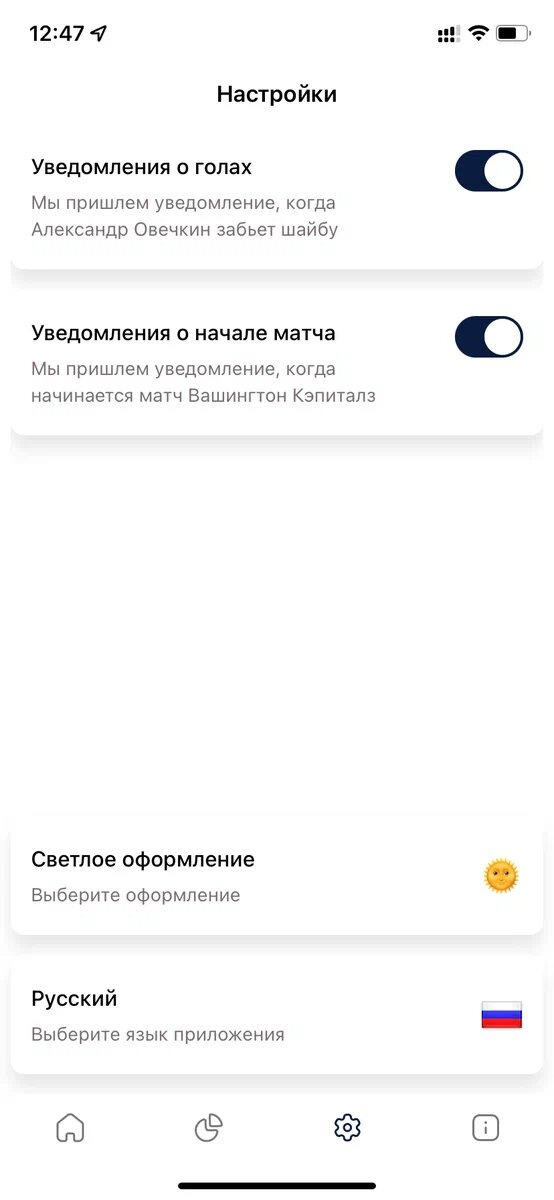 12:47
Настройки
Уведомления о голах
Мы пришлем уведомление, когда
Александр Овечкин забьет шайбу
Уведомления о начале матча
Мы пришлем уведомление, когда
начинается матч Вашингтон Кэпиталз
Светлое оформление
Выберите оформление
Русский
Выберите язык приложения